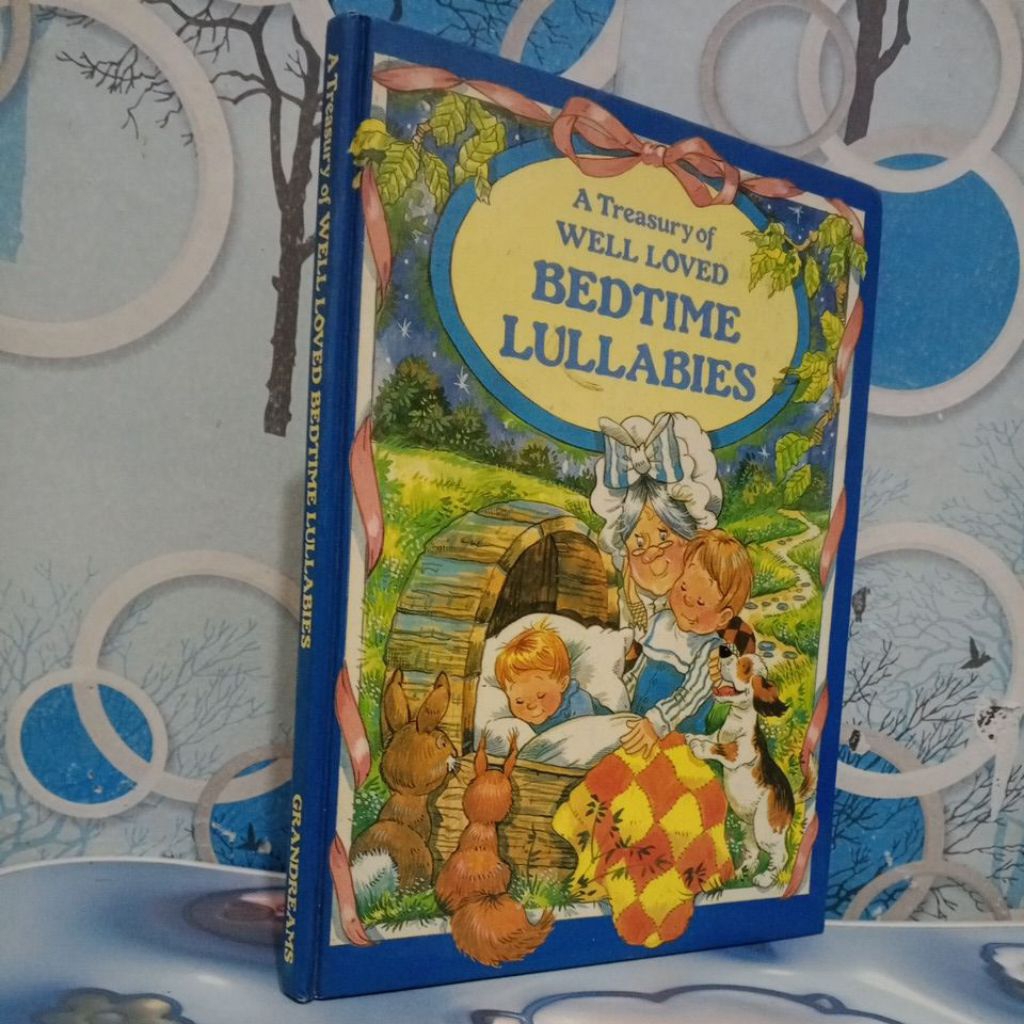 A Treasury of WELL LOVED BEDTIME LULLABIES
GRANDREAMS
A Treasury of
WELL LOVED
BEDTIME
LULLABIES